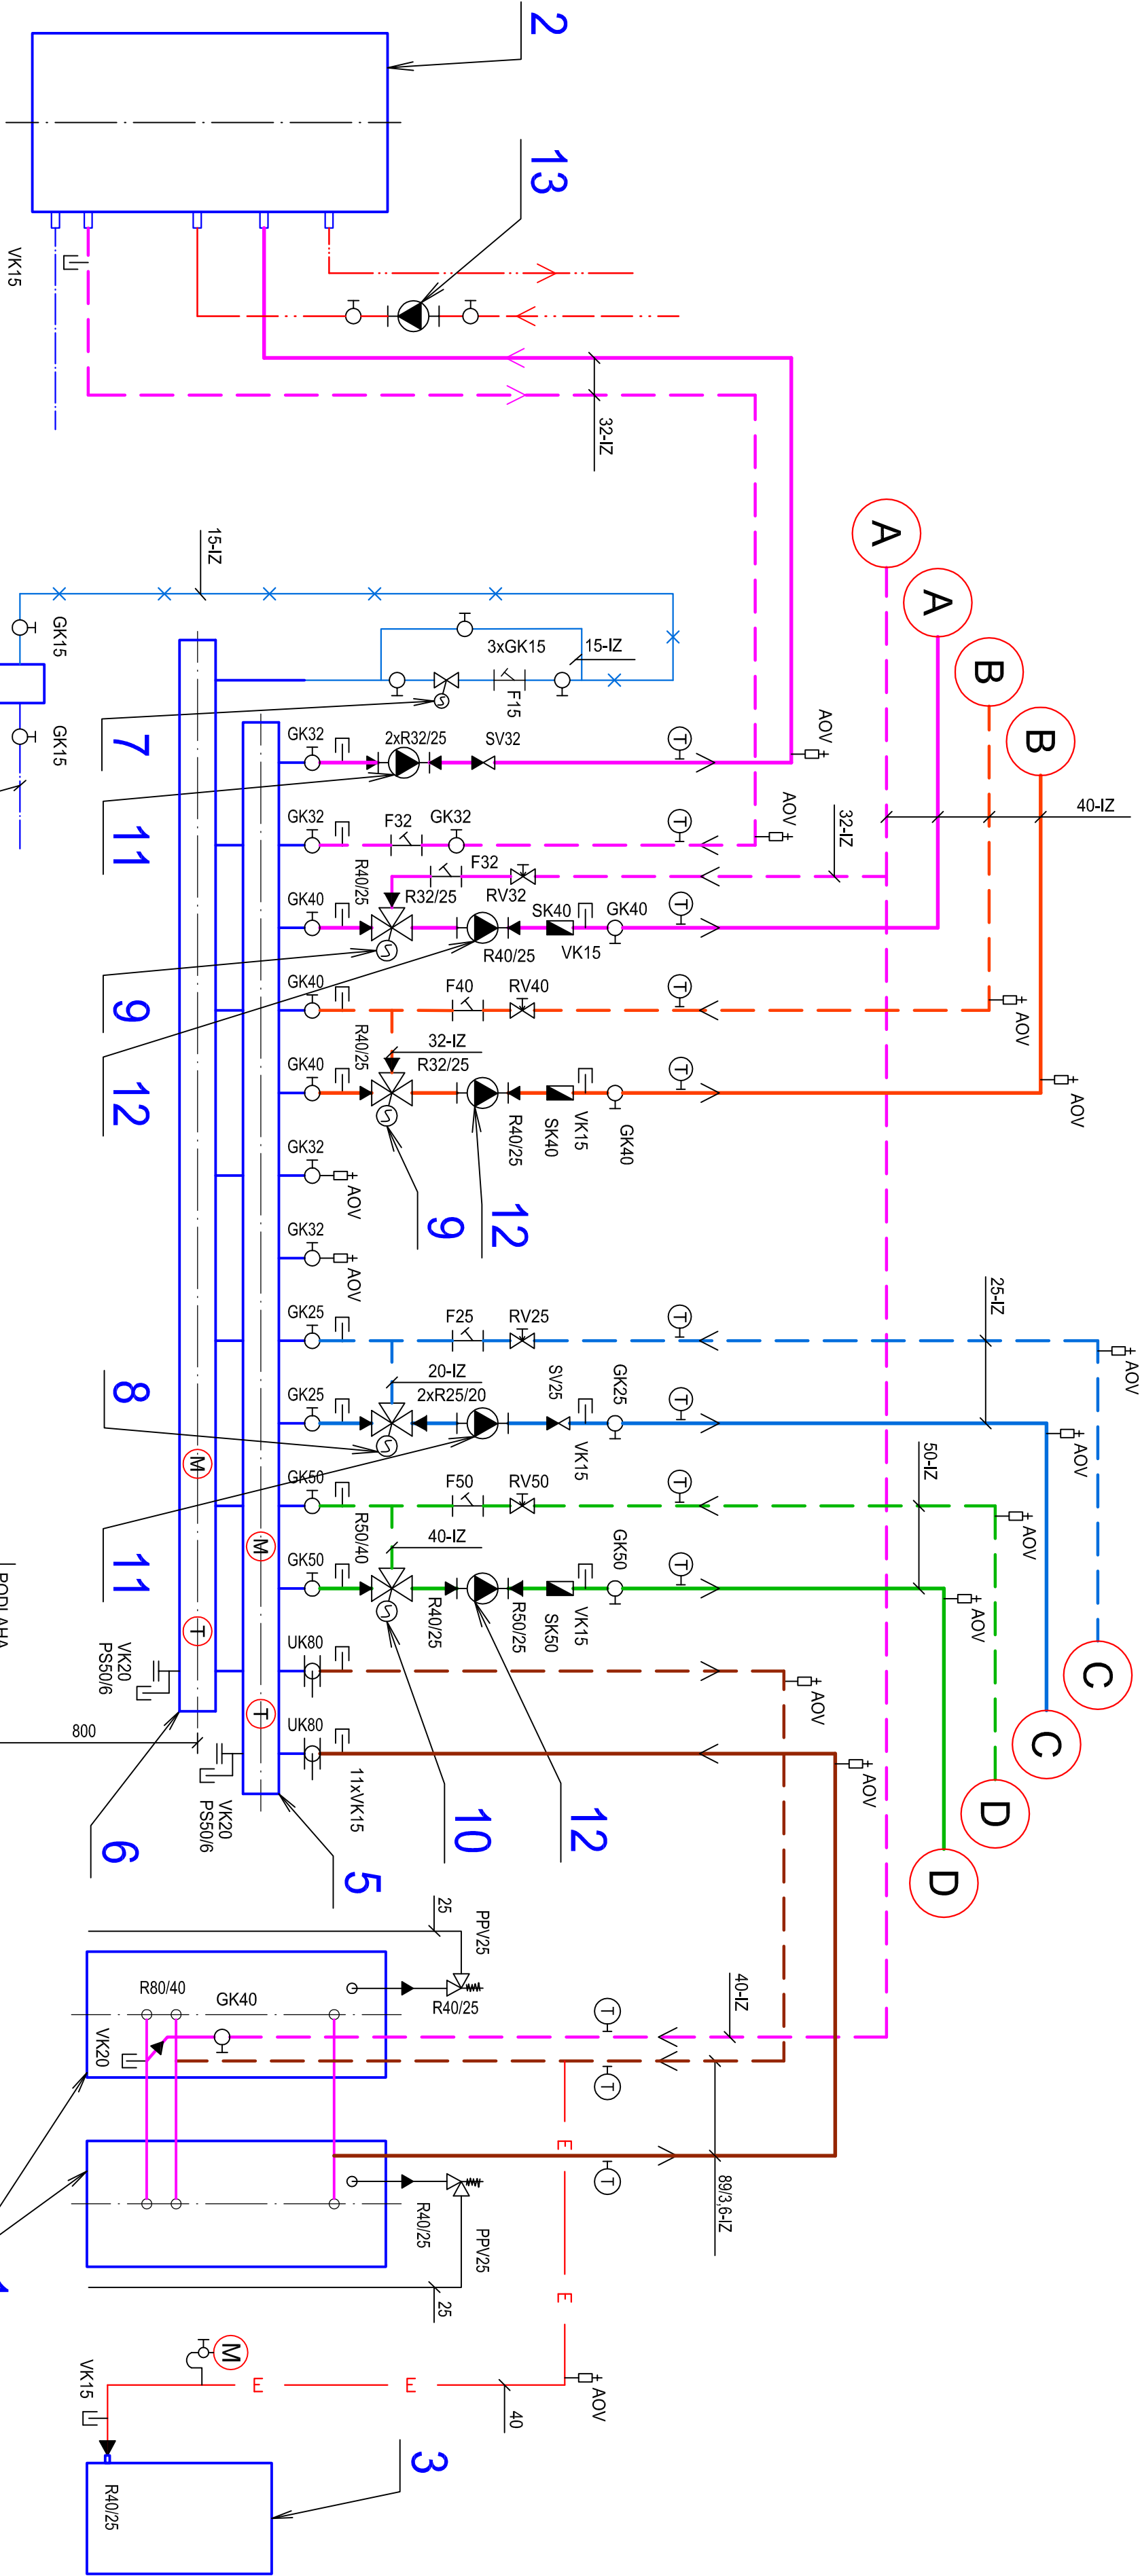 2
13
VK15
32-IZ
A
A
B
B
40-IZ
15-IZ
GK15
GK15
3xGK15
15-IZ
F15
7
GK32
2xR32/25
SV32
T
AOV
11
GK32
F32
GK32
T
AOV
32-IZ
R40/25
F32
GK40
R32/25
RV32
SK40
GK40
T
R40/25
VK15
9
GK40
F40
RV40
T
AOV
R40/25
32-IZ
R32/25
12
GK40
T
AOV
R40/25
SK40
VK15
GK40
GK32
AOV
9
12
GK32
AOV
25-IZ
GK25
F25
RV25
T
AOV
8
20-IZ
2xR25/20
GK25
SV25
GK25
T
AOV
VK15
M
50-IZ
GK50
F50
RV50
T
AOV
M
R50/40
40-IZ
11
GK50
GK50
T
AOV
R40/25
R50/25
SK50
VK15
PODLAHA
T
VK20
PS50/6
UK80
AOV
C
T
800
UK80
AOV
C
11xVK15
VK20
PS50/6
D
6
10
12
5
D
25
PPV25
R80/40
GK40
R40/25
T
40-IZ
VK20
T
E
T
89/3,6-IZ
R40/25
PPV25
25
E
M
VK15
E
E
AOV
40
3
R40/25